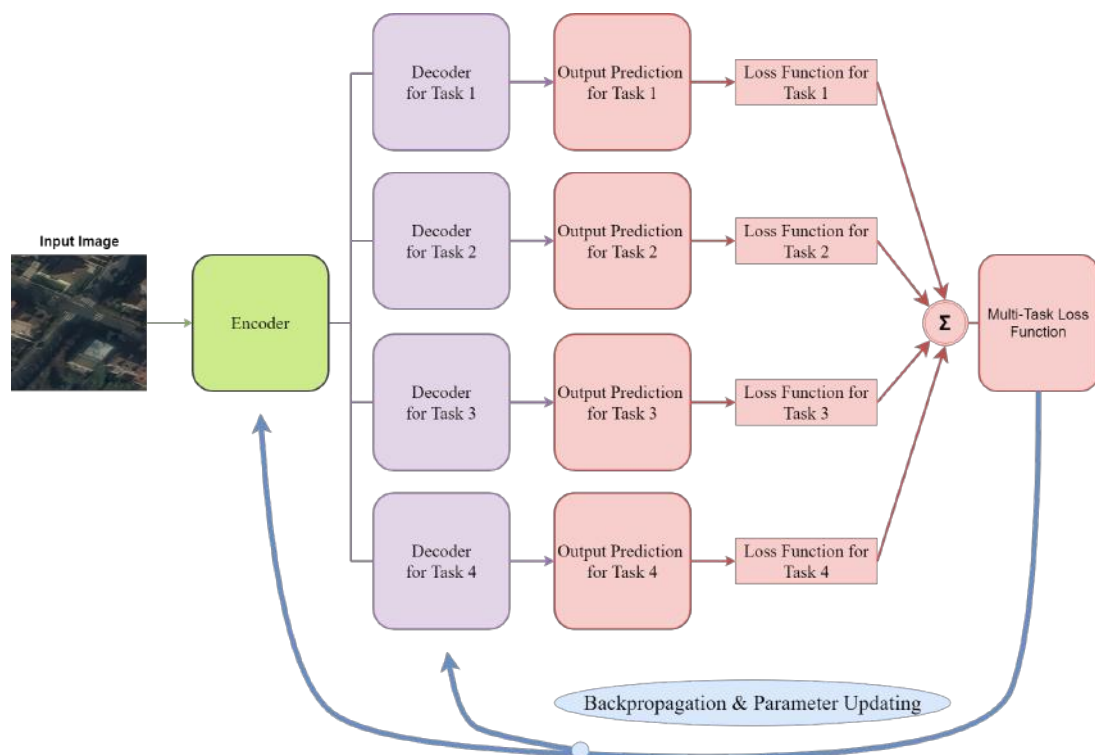 Decoder
for Task 1
Output Prediction
for Task 1
Loss Function for
Task 1
Input Image
Encoder
Decoder
for Task 2
Output Prediction
for Task 2
Loss Function for
Task 2
Σ
Multi-Task Loss
Function
Decoder
for Task 3
Output Prediction
for Task 3
Loss Function for
Task 3
Decoder
for Task 4
Output Prediction
for Task 4
Loss Function for
Task 4
Backpropagation & Parameter Updating